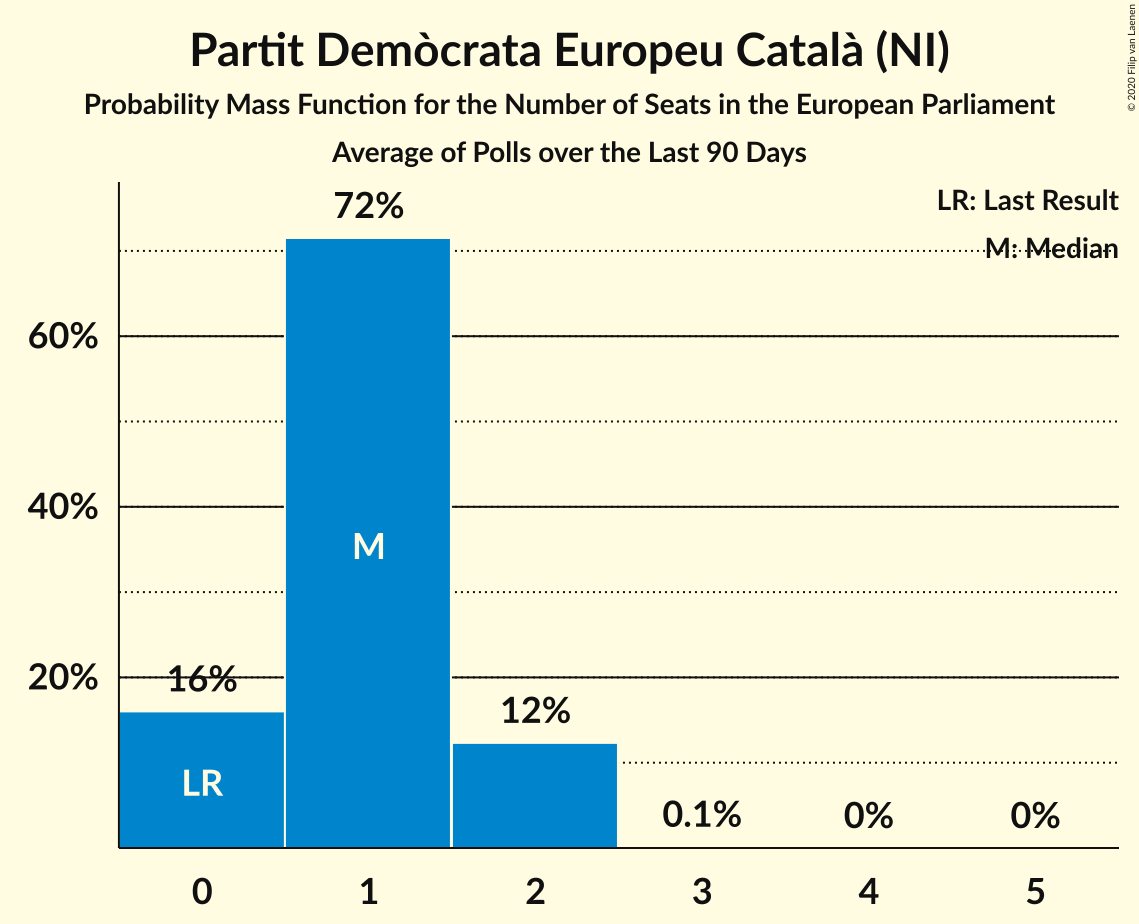 Partit Demòcrata Europeu Català (NI)
Probability Mass Function for the Number of Seats in the European Parliament
Average of Polls over the Last 90 Days
© 2020 Filip van Laenen
LR: Last Result
M: Median
72%
60%
40%
M
20%
16%
12%
LR
0.1%
0%
0%
0
1
2
3
4
5